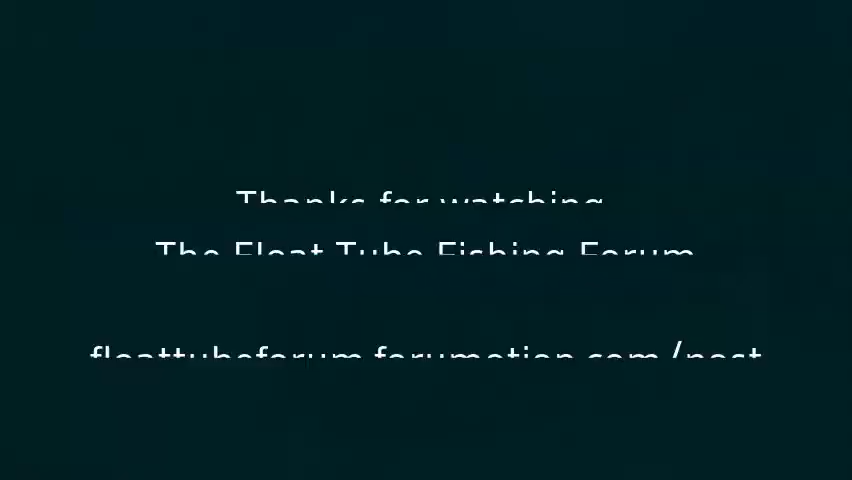 Thanks for watching
The Float Tube Fishing Forum
floattubeforum.forumotion.com/post